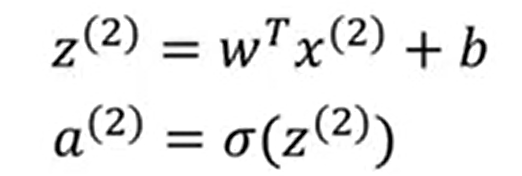 z^{(2)} = w^T x^{(2)} + b
a^{(2)} = σ(z^{(2)})